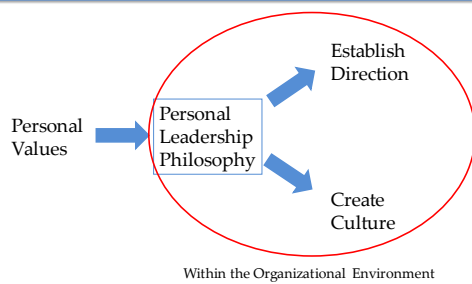 Establish
Direction
Personal
Values
Personal
Leadership
Philosophy
Create
Culture
Within the Organizational Environment